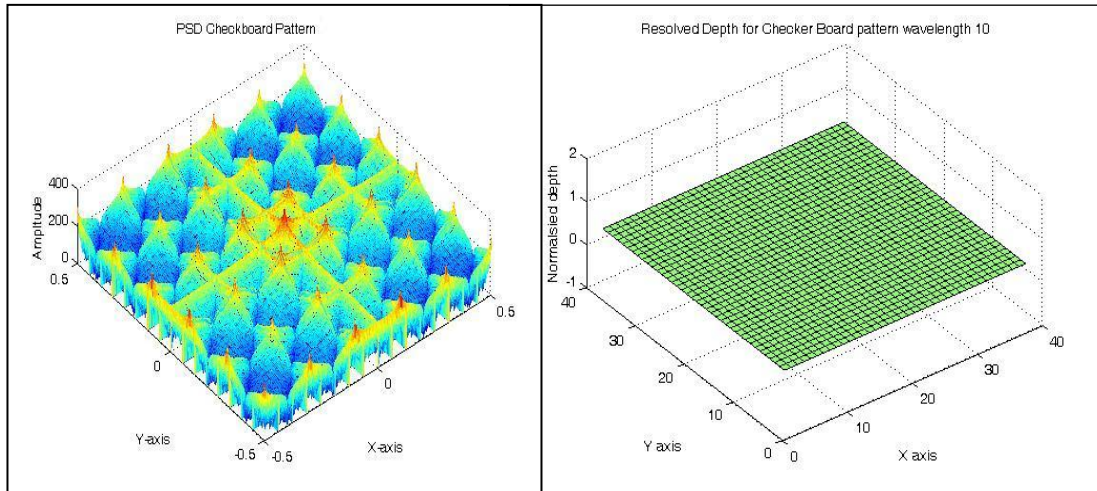 PSD Checkboard Pattern
Amplitude
400
200
0
0.5
0
-0.5
Y-axis
-0.5
0
0.5
X-axis
Resolved Depth for Checker Board pattern wavelength 10
Normalsied depth
2
1
0
-1
40
30
20
10
0
Y axis
0
10
20
30
40
X axis